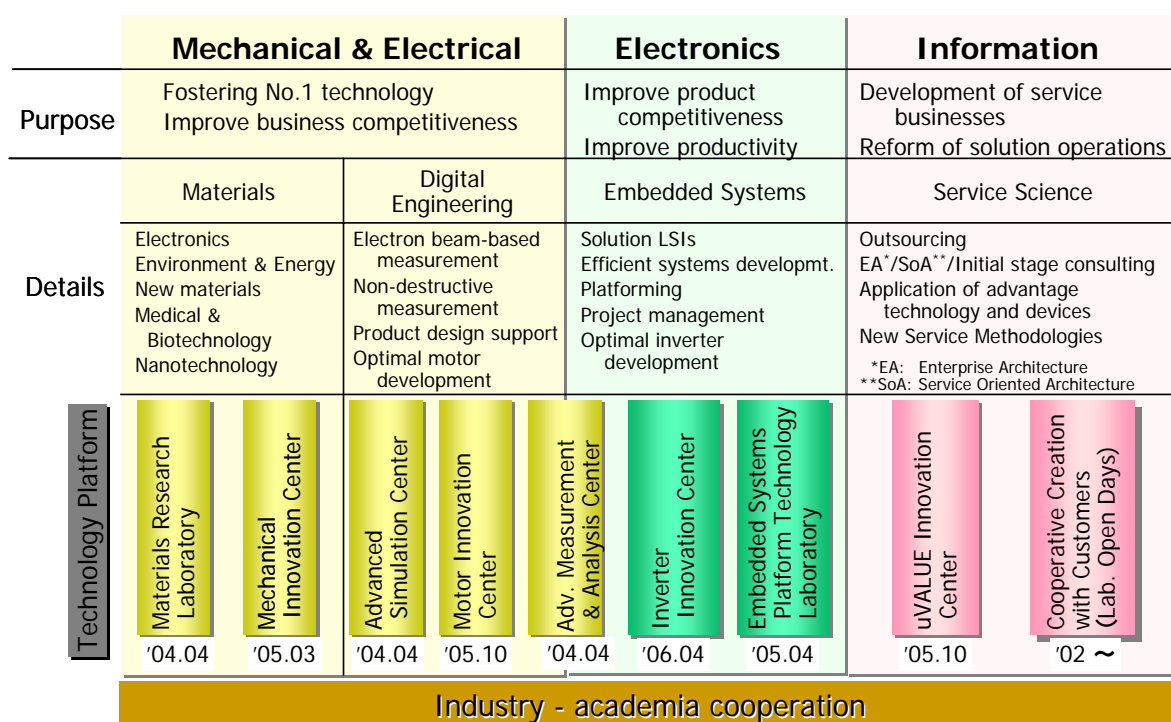 Mechanical & Electrical
Electronics
Information
Purpose
Fostering No.1 technology
Improve business competitiveness
Improve product
competitiveness
Improve productivity
Development of service
businesses
Reform of solution operations
Details
Materials
Digital
Engineering
Embedded Systems
Service Science
Electronics
Environment & Energy
New materials
Medical &
Biotechnology
Nanotechnology
Electron beam-based
measurement
Non-destructive
measurement
Product design support
Optimal motor
development
Solution LSIs
Efficient systems developmt.
Platforming
Project management
Optimal inverter
development
Outsourcing
EA*/SoA**/Initial stage consulting
Application of advantage
technology and devices
New Service Methodologies
*EA: Enterprise Architecture
**SoA: Service Oriented Architecture
Technology Platform
Materials Research
Laboratory
Mechanical
Innovation Center
Advanced
Simulation Center
Motor Innovation
Center
Adv. Measurement
& Analysis Center
Inverter
Innovation Center
Embedded Systems
Platform Technology
Laboratory
uVALUE Innovation
Center
Cooperative Creation
with Customers
(Lab. Open Days)
'04.04
'05.03
'04.04
'05.10
'04.04
'06.04
'05.04
'05.10
'02 ~
Industry - academia cooperation